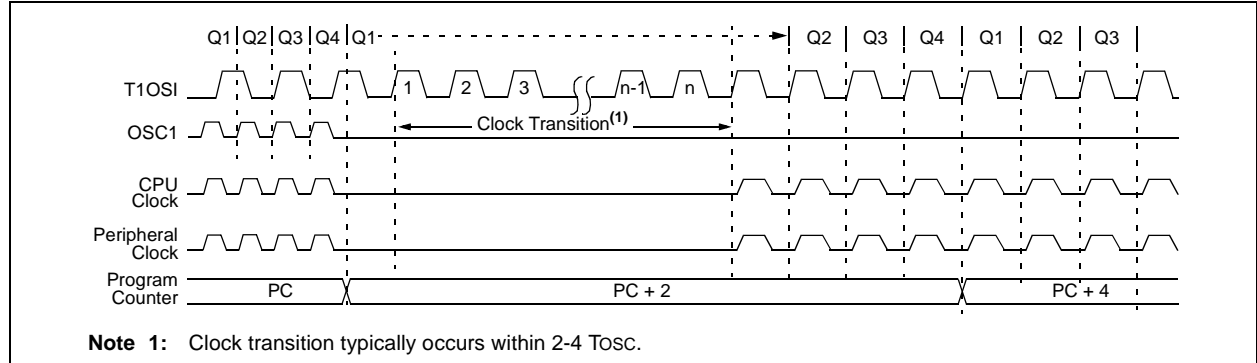 Q1 Q2 Q3 Q4 Q1 Q2 Q3 Q4 Q1 Q2 Q3
T1OSI 1 2 3 n-1 n
Clock Transition(1)
OSC1
CPU
Clock
Peripheral
Clock
Program
Counter
PC PC + 2 PC + 4
Note 1: Clock transition typically occurs within 2-4 TOSC.